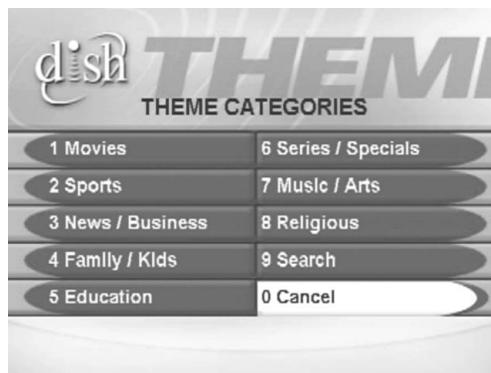 dish
THEME
THEME CATEGORIES
1 Movies
2 Sports
3 News / Business
4 Family / Kids
5 Education
6 Series / Specials
7 Music / Arts
8 Religious
9 Search
0 Cancel